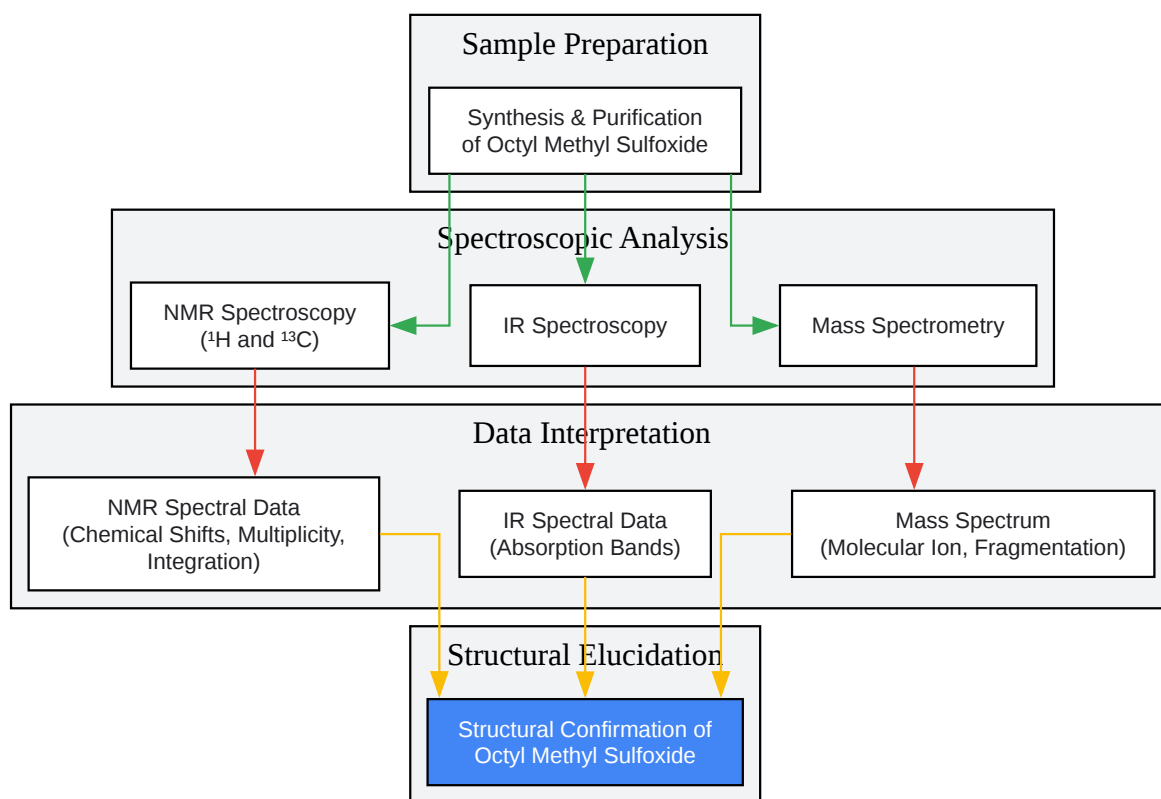 Sample Preparation
Synthesis & Purification
of Octyl Methyl Sulfoxide
Spectroscopic Analysis
NMR Spectroscopy
(¹H and ¹³C)
IR Spectroscopy
Mass Spectrometry
Data Interpretation
NMR Spectral Data
(Chemical Shifts, Multiplicity,
Integration)
IR Spectral Data
(Absorption Bands)
Mass Spectrum
(Molecular Ion, Fragmentation)
Structural Elucidation
Structural Confirmation of
Octyl Methyl Sulfoxide